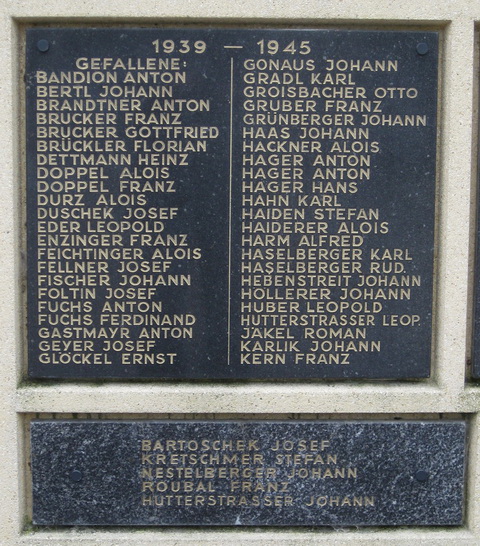 1939 — 1945
GEFALLENE:
BANDION ANTON
BERTL JOHANN
BRANDTNER ANTON
BRUCKER FRANZ
BRUCKER GOTTFRIED
BRÜCKLER FLORIAN
DETTMANN HEINZ
DOPPEL ALOIS
DOPPEL FRANZ
DURZ ALOIS
DUSCHEK JOSEF
EDER LEOPOLD
ENZINGER FRANZ
FEICHTINGER ALOIS
FELLNER JOSEF
FISCHER JOHANN
FOLTIN JOSEF
FUCHS ANTON
FUCHS FERDINAND
GASTMAYR ANTON
GEYER JOSEF
GLÖCKEL ERNST
GONAUS JOHANN
GRADL KARL
GROISBACHER OTTO
GRUBER FRANZ
GRÜNBERGER JOHANN
HAAS JOHANN
HACKNER ALOIS
HAGER ANTON
HAGER ANTON
HAGER HANS
HAHN KARL
HAIDEN STEFAN
HAIDERER ALOIS
HARM ALFRED
HASELBERGER KARL
HASELBERGER RUD.
HEBENSTREIT JOHANN
HÖLLERER JOHANN
HUBER LEOPOLD
HUTTERSTRASSER LEOP.
JÄKEL ROMAN
KARLIK JOHANN
KERN FRANZ
BARTOSCHEK JOSEF
KRETSCHMER STEFAN
NESTELBERGER JOHANN
ROUBAL FRANZ
HUTTERSTRASSER JOHANN